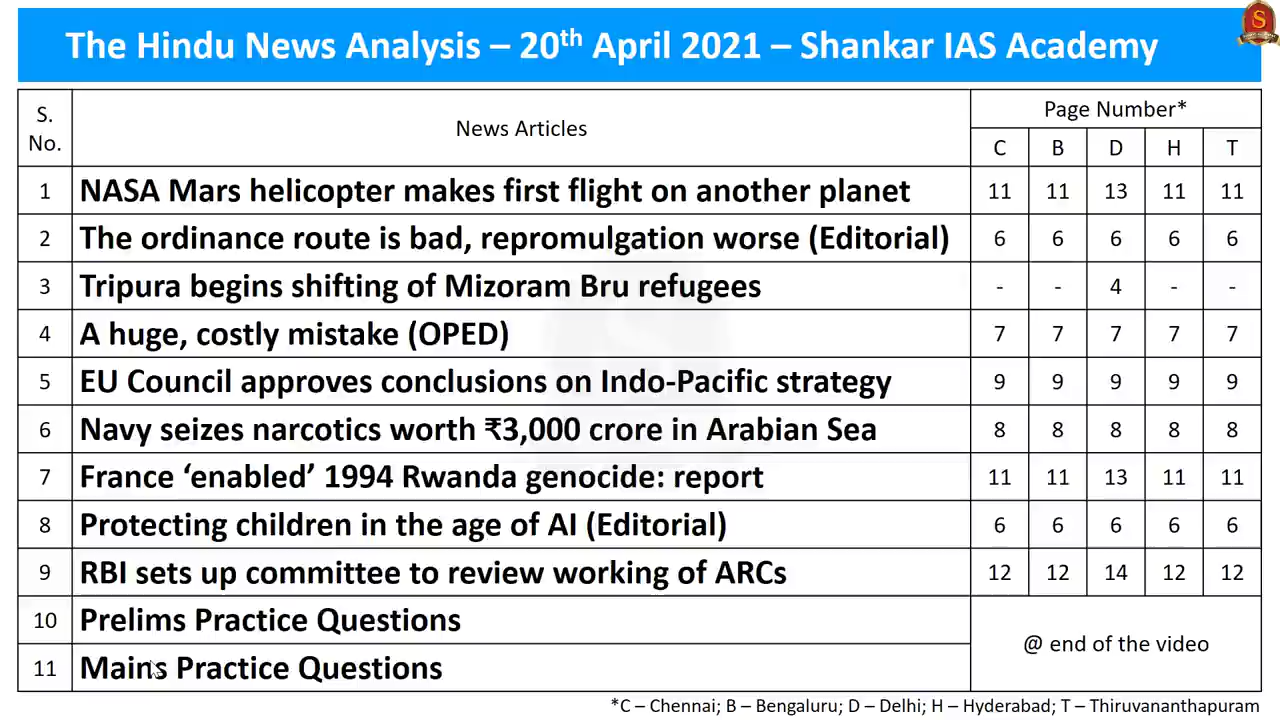 The Hindu News Analysis – 20th April 2021 – Shankar IAS Academy
S. No. News Articles Page Number*
C B D H T
1 NASA Mars helicopter makes first flight on another planet 11 11 13 11 11
2 The ordinance route is bad, repromulgation worse (Editorial) 6 6 6 6 6
3 Tripura begins shifting of Mizoram Bru refugees - - 4 - -
4 A huge, costly mistake (OPED) 7 7 7 7 7
5 EU Council approves conclusions on Indo-Pacific strategy 9 9 9 9 9
6 Navy seizes narcotics worth ₹3,000 crore in Arabian Sea 8 8 8 8 8
7 France ‘enabled’ 1994 Rwanda genocide: report 11 11 13 11 11
8 Protecting children in the age of AI (Editorial) 6 6 6 6 6
9 RBI sets up committee to review working of ARCs 12 12 14 12 12
10 Prelims Practice Questions
@ end of the video
11 Mains Practice Questions
*C – Chennai; B – Bengaluru; D – Delhi; H – Hyderabad; T – Thiruvananthapuram